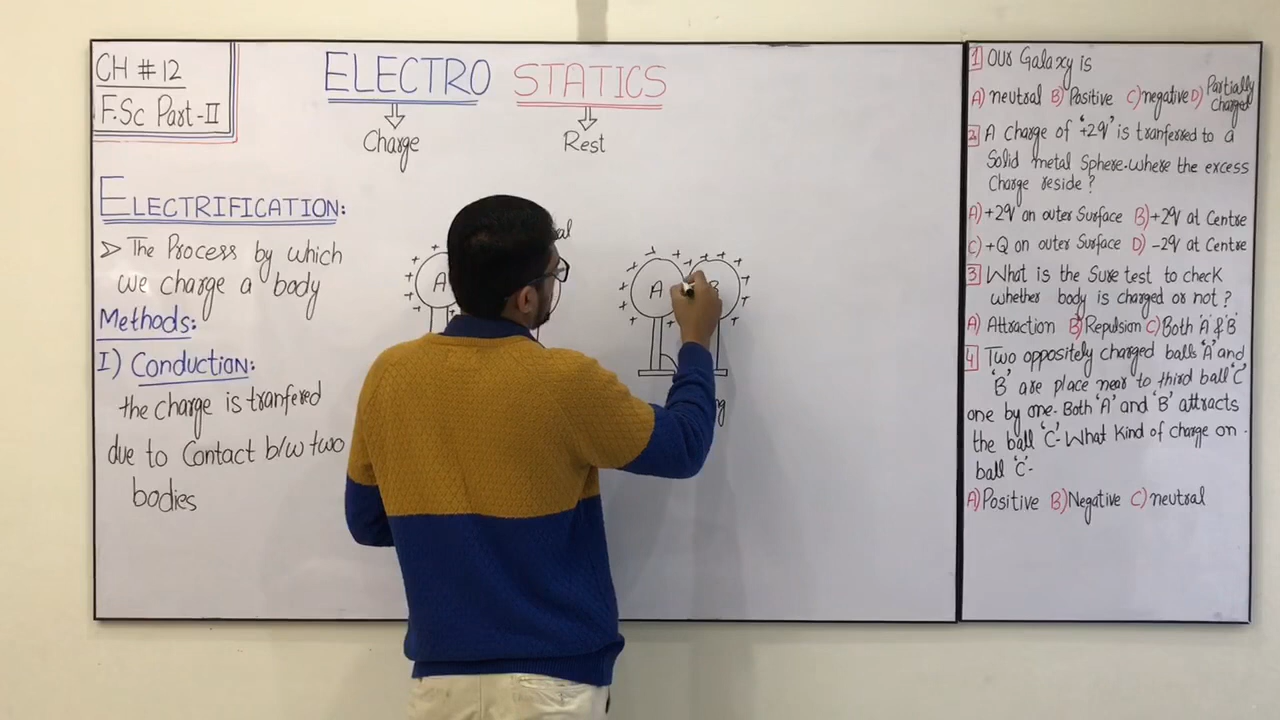 CH # 12
F.Sc Part-II
ELECTRO STATICS
Charge
Rest
ELECTRIFICATION:
The Process by which
we charge a body
Methods:
I) Conduction:
the charge is tranfered
due to Contact b/w two
bodies
A
A
B
1 Our Galaxy is
A) neutral B) Positive C) negative D) Partially charged
2 A Charge of '+2q' is tranferred to a
Solid metal Sphere. Where the excess
Charge reside?
A) +2q on outer Surface B) +2q at Centre
C) +Q on outer Surface D) -2q at Centre
3 What is the Sure test to check
whether body is charged or not?
A) Attraction B) Repulsion C) Both 'A' & 'B'
4 Two oppositely charged balls 'A' and
'B' are place near to third ball 'C'
one by one. Both 'A' and 'B' attracts
the ball 'C'. What Kind of charge on
ball 'C'.
A) Positive B) Negative C) neutral